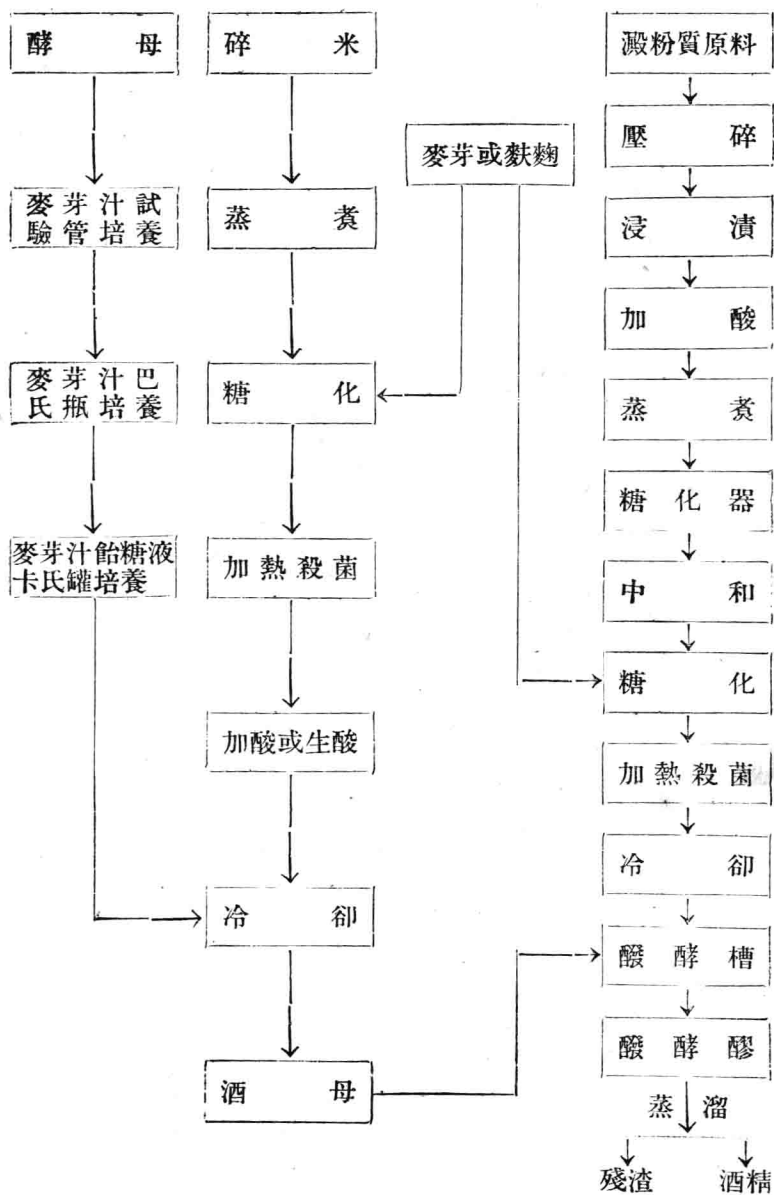 酵母
麥芽汁試
驗管培養
麥芽汁巴
氏瓶培養
麥芽汁飴糖液
卡氏罐培養
碎米
蒸煮
糖化
加熱殺菌
加酸或生酸
冷卻
酒母
麥芽或麩麴
澱粉質原料
壓碎
浸漬
加酸
蒸煮
糖化器
中和
糖化
加熱殺菌
冷卻
醱酵槽
醱酵醪
蒸溜
殘渣
酒精